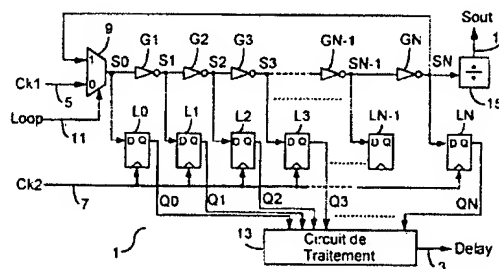 Sout
9
G1 G2 G3 GN-1 GN
1
S0 S1 S2 S3 SN-1 SN
÷
Ck1 0
5
15
Loop
11
L0 L1 L2 L3 LN-1 LN
D Q D Q D Q D Q D Q D Q
Ck2
7
Q0 Q1 Q2 Q3 QN
1
13
Circuit de
Traitement
Delay
3